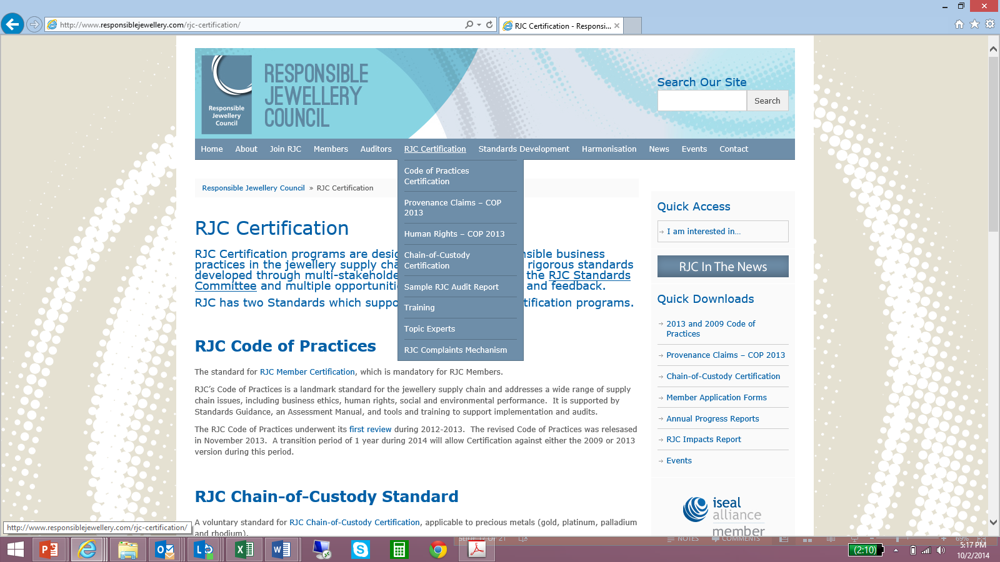 http://www.responsiblejewellery.com/rjc-certification/
RJC Certification - Responsi...
Responsible
Jewellery
Council
RESPONSIBLE
JEWELLERY
COUNCIL
Search Our Site
Search
Home About Join RJC Members Auditors RJC Certification Standards Development Harmonisation News Events Contact
Code of Practices
Certification
Provenance Claims – COP
2013
Human Rights – COP 2013
Chain-of-Custody
Certification
Sample RJC Audit Report
Training
Topic Experts
RJC Complaints Mechanism
Responsible Jewellery Council » RJC Certification
RJC Certification
RJC Certification programs are desig nsible business
practices in the jewellery supply cha rigorous standards
developed through multi-stakeholde the RJC Standards
Committee and multiple opportuniti and feedback.
RJC has two Standards which suppo tification programs.
RJC Code of Practices
The standard for RJC Member Certification, which is mandatory for RJC Members.
RJC's Code of Practices is a landmark standard for the jewellery supply chain and addresses a wide range of supply
chain issues, including business ethics, human rights, social and environmental performance. It is supported by
Standards Guidance, an Assessment Manual, and tools and training to support implementation and audits.
The RJC Code of Practices underwent its first review during 2012-2013. The revised Code of Practices was relesased
in November 2013. A transition period of 1 year during 2014 will allow Certification against either the 2009 or 2013
version during this period.
RJC Chain-of-Custody Standard
A voluntary standard for RJC Chain-of-Custody Certification, applicable to precious metals (gold, platinum, palladium
and rhodium).
Quick Access
I am interested in...
RJC In The News
Quick Downloads
2013 and 2009 Code of
Practices
Provenance Claims – COP 2013
Chain-of-Custody Certification
Member Application Forms
Annual Progress Reports
RJC Impacts Report
Events
iseal
alliance
member
http://www.responsiblejewellery.com/rjc-certification/
SLIDE 17 OF 21
NOTES
COMMENTS
69%
(2:10)
5:17 PM
10/2/2014